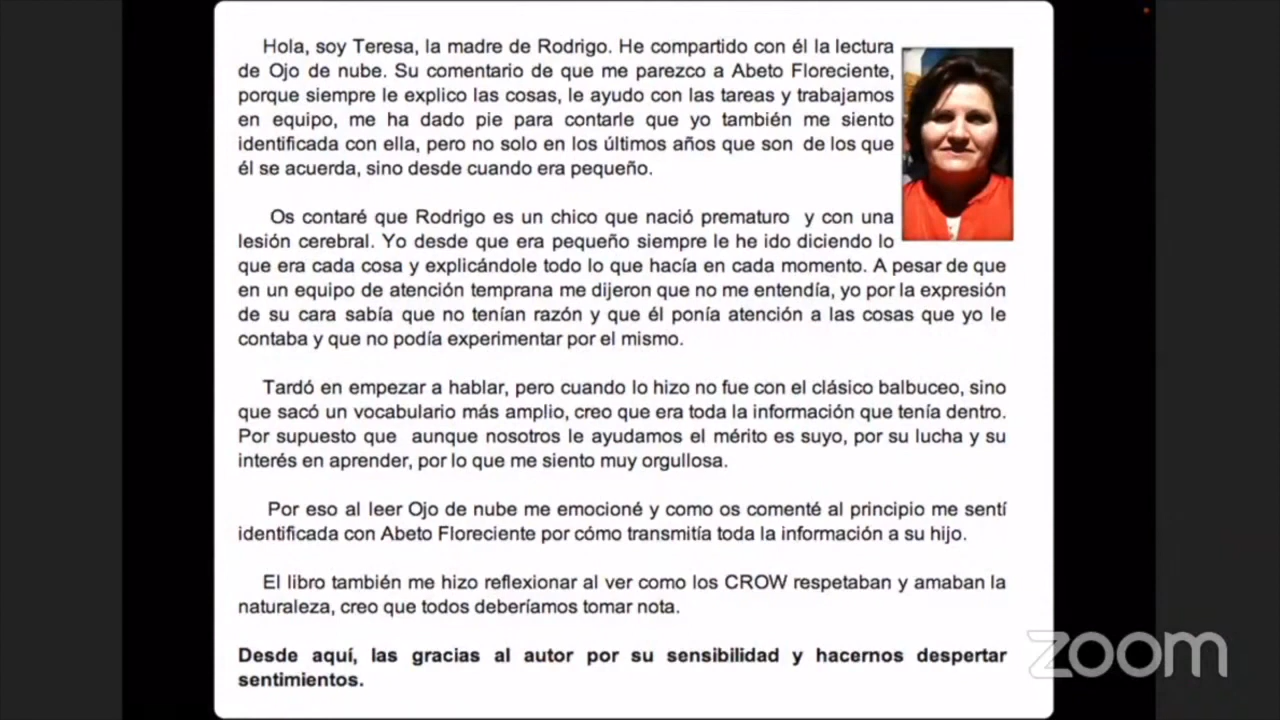 Hola, soy Teresa, la madre de Rodrigo. He compartido con él la lectura
de Ojo de nube. Su comentario de que me parezco a Abeto Floreciente,
porque siempre le explico las cosas, le ayudo con las tareas y trabajamos
en equipo, me ha dado pie para contarle que yo también me siento
identificada con ella, pero no solo en los últimos años que son de los que
él se acuerda, sino desde cuando era pequeño.
Os contaré que Rodrigo es un chico que nació prematuro y con una
lesión cerebral. Yo desde que era pequeño siempre le he ido diciendo lo
que era cada cosa y explicándole todo lo que hacía en cada momento. A pesar de que
en un equipo de atención temprana me dijeron que no me entendía, yo por la expresión
de su cara sabía que no tenían razón y que él ponía atención a las cosas que yo le
contaba y que no podía experimentar por el mismo.
Tardó en empezar a hablar, pero cuando lo hizo no fue con el clásico balbuceo, sino
que sacó un vocabulario más amplio, creo que era toda la información que tenía dentro.
Por supuesto que aunque nosotros le ayudamos el mérito es suyo, por su lucha y su
interés en aprender, por lo que me siento muy orgullosa.
Por eso al leer Ojo de nube me emocioné y como os comenté al principio me sentí
identificada con Abeto Floreciente por cómo transmitía toda la información a su hijo.
El libro también me hizo reflexionar al ver como los CROW respetaban y amaban la
naturaleza, creo que todos deberíamos tomar nota.
Desde aquí, las gracias al autor por su sensibilidad y hacernos despertar
sentimientos.
zoom